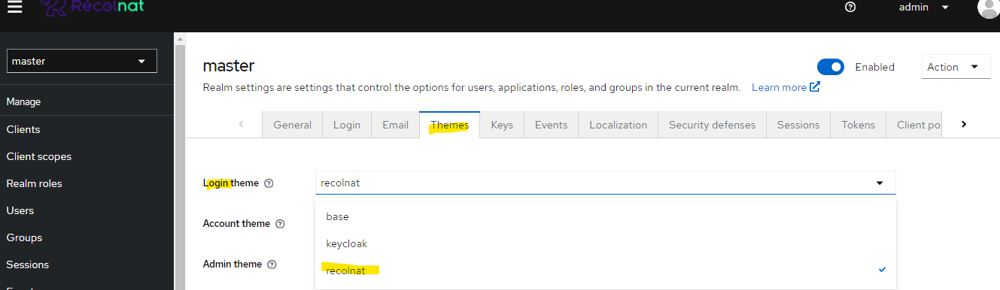 Récolnat
admin
master
Manage
Clients
Client scopes
Realm roles
Users
Groups
Sessions
master
Enabled
Action
Realm settings are settings that control the options for users, applications, roles, and groups in the current realm. Learn more
General Login Email Themes Keys Events Localization Security defenses Sessions Tokens Client po
Login theme
recolnat
base
Account theme
keycloak
Admin theme
recolnat